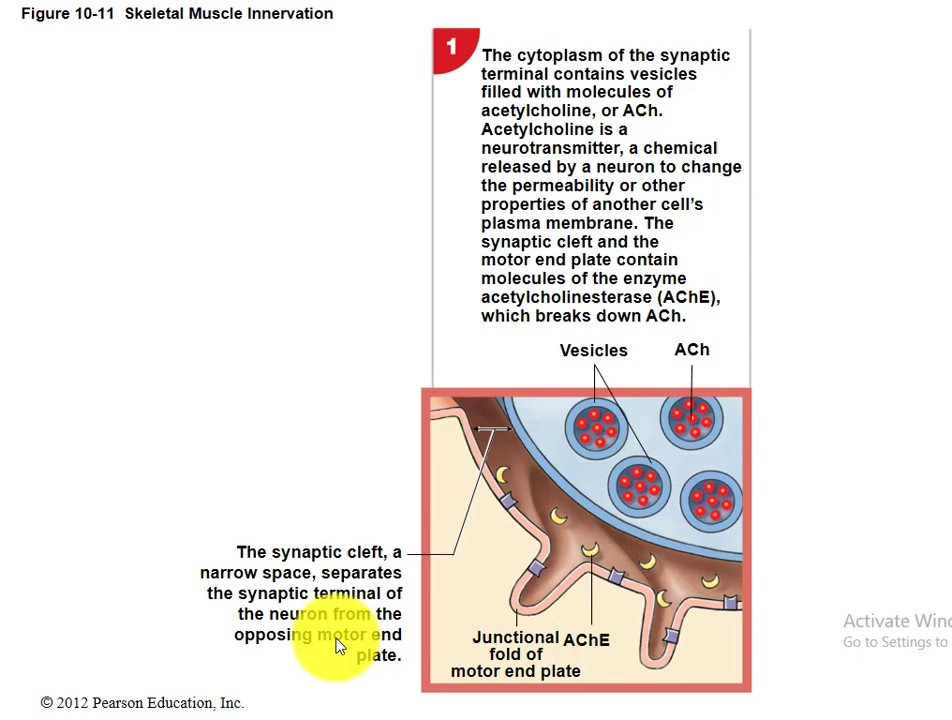 Figure 10-11 Skeletal Muscle Innervation
1
The cytoplasm of the synaptic
terminal contains vesicles
filled with molecules of
acetylcholine, or ACh.
Acetylcholine is a
neurotransmitter, a chemical
released by a neuron to change
the permeability or other
properties of another cell’s
plasma membrane. The
synaptic cleft and the
motor end plate contain
molecules of the enzyme
acetylcholinesterase (AChE),
which breaks down ACh.
Vesicles ACh
The synaptic cleft, a
narrow space, separates
the synaptic terminal of
the neuron from the
opposing motor end
plate.
Junctional
fold of
motor end plate
AChE
Activate Win
Go to Settings to
© 2012 Pearson Education, Inc.